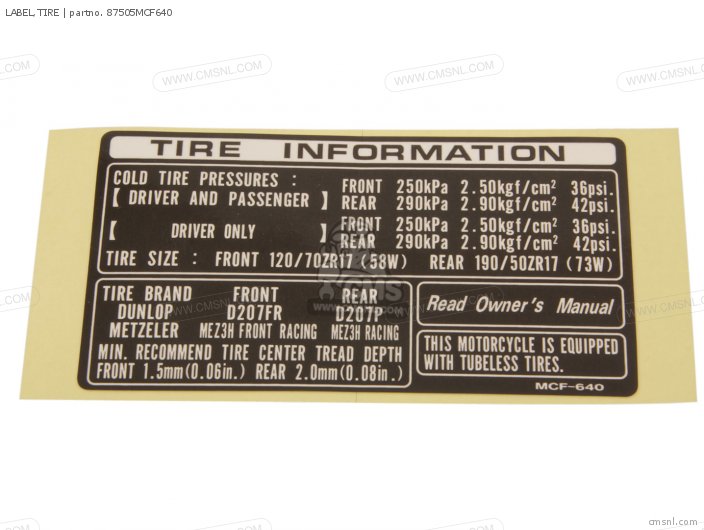 LABEL,TIRE | partno. 87505MCF640
WWW.CMSNL.COM
WWW.CMSNL.COM
TIRE INFORMATION
COLD TIRE PRESSURES :
【 DRIVER AND PASSENGER 】 FRONT 250kPa 2.50kgf/cm² 36psi.
REAR 290kPa 2.90kgf/cm² 42psi.
【 DRIVER ONLY 】 FRONT 250kPa 2.50kgf/cm² 36psi.
REAR 290kPa 2.90kgf/cm² 42psi.
TIRE SIZE : FRONT 120/70ZR17 (58W) REAR 190/50ZR17 (73W)
TIRE BRAND FRONT REAR
DUNLOP D207FR D207P
METZELER MEZ3H FRONT RACING MEZ3H RACING
MIN. RECOMMEND TIRE CENTER TREAD DEPTH
FRONT 1.5mm(0.06in.) REAR 2.0mm(0.08in.)
Read Owner's Manual
THIS MOTORCYCLE IS EQUIPPED
WITH TUBELESS TIRES.
MCF-640
WWW.CMSNL.COM
WWW.CMSNL.COM
cmsnl.com